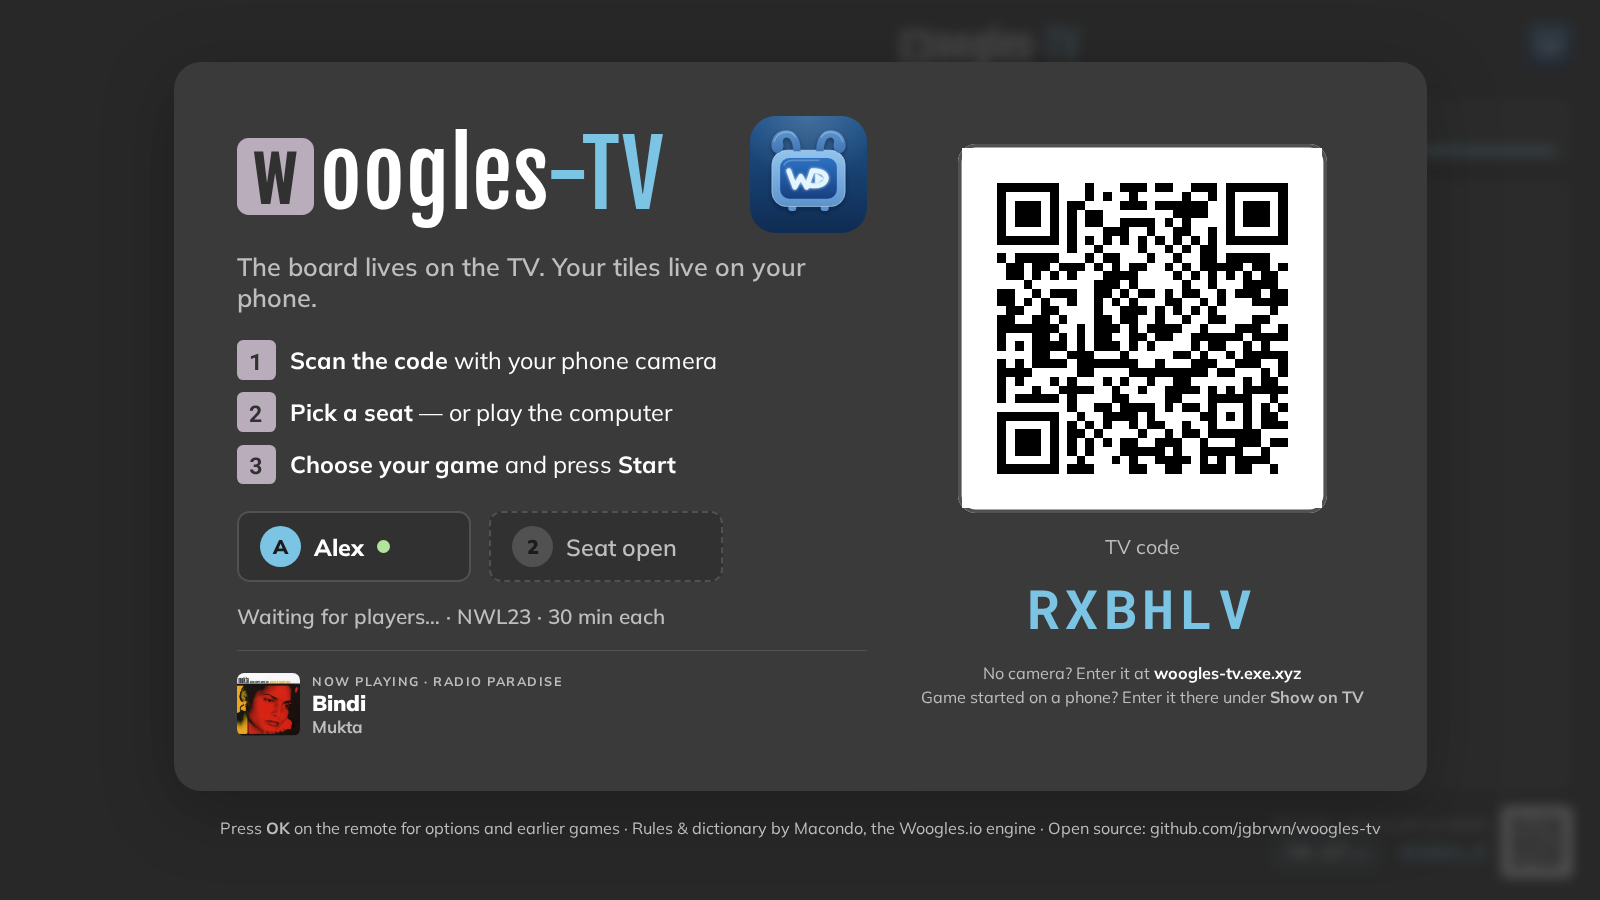 Woogles-TV
WD
The board lives on the TV. Your tiles live on your
phone.
1 Scan the code with your phone camera
2 Pick a seat — or play the computer
3 Choose your game and press Start
A Alex
2 Seat open
Waiting for players... · NWL23 · 30 min each
NOW PLAYING · RADIO PARADISE
Bindi
Mukta
TV code
RXBHLV
No camera? Enter it at woogles-tv.exe.xyz
Game started on a phone? Enter it there under Show on TV
Press OK on the remote for options and earlier games · Rules & dictionary by Macondo, the Woogles.io engine · Open source: github.com/jgbrwn/woogles-tv